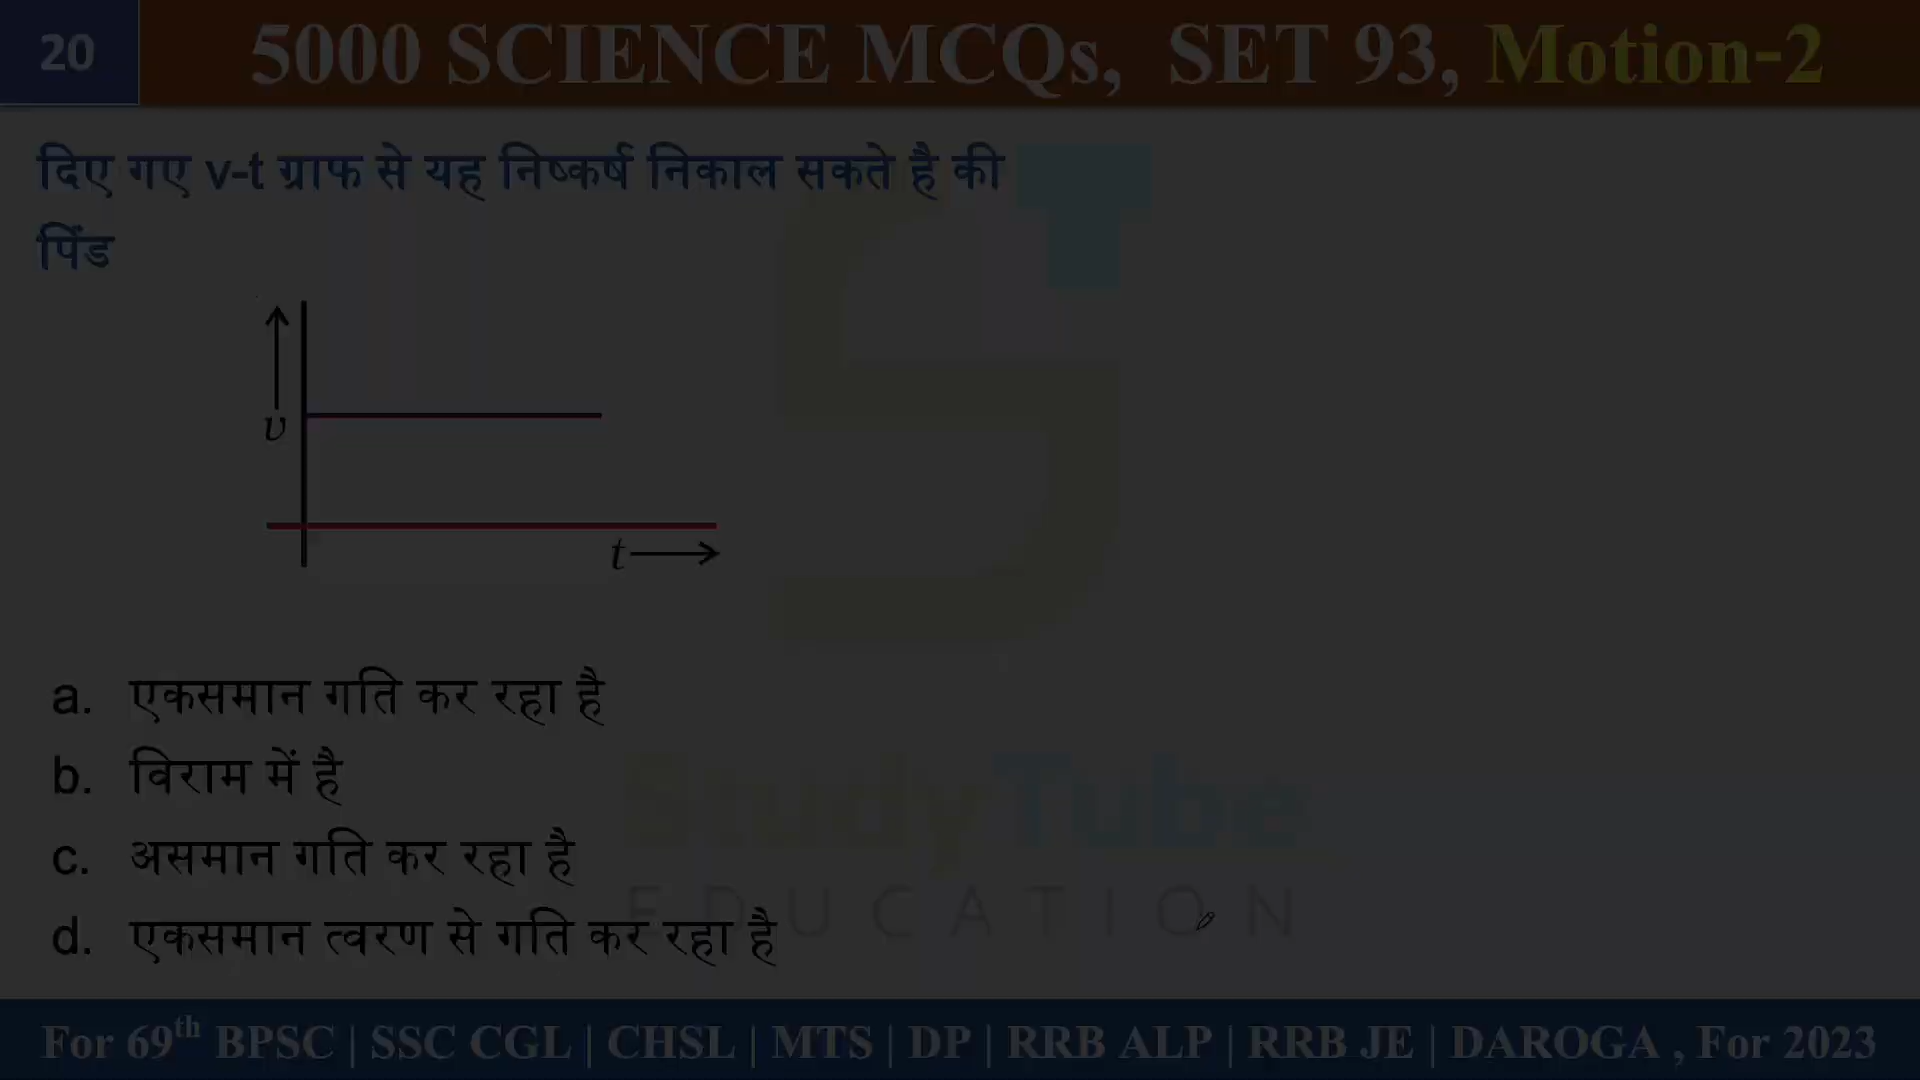 20
5000 SCIENCE MCQs, SET 93, Motion-2
दिए गए v-t ग्राफ से यह निष्कर्ष निकाल सकते है की
पिंड
v
t
a. एकसमान गति कर रहा है
b. विराम में है
c. असमान गति कर रहा है
d. एकसमान त्वरण से गति कर रहा है
StudyTube
EDUCATION
For 69th BPSC | SSC CGL | CHSL | MTS | DP | RRB ALP | RRB JE | DAROGA , For 2023